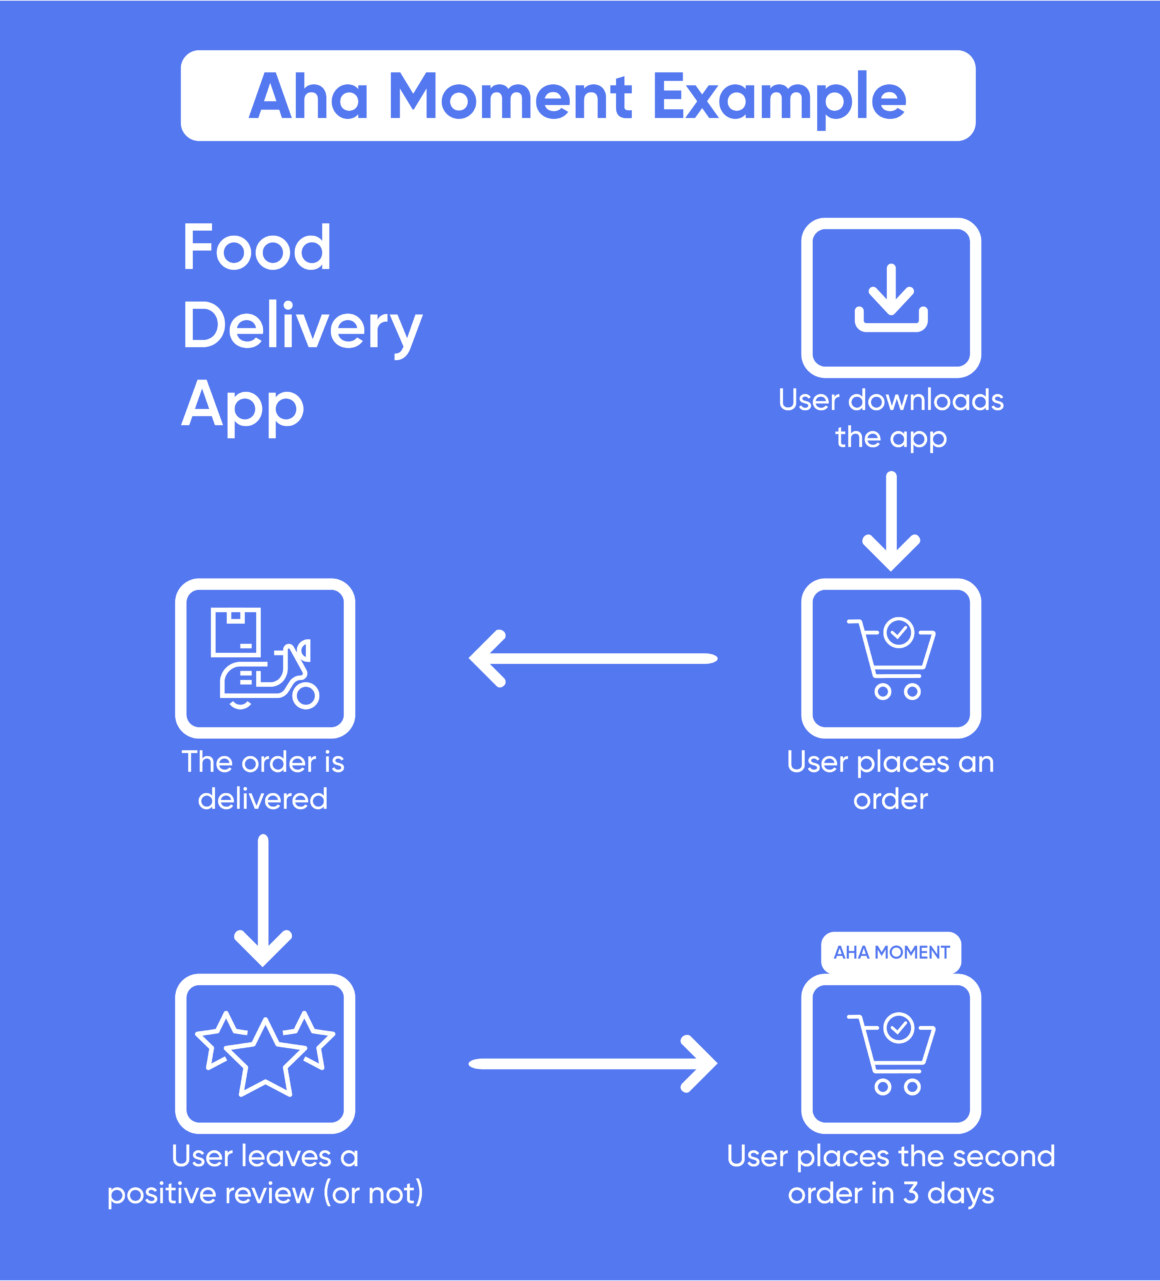 Aha Moment Example
Food
Delivery
App
User downloads
the app
User places an
order
The order is
delivered
User leaves a
positive review (or not)
AHA MOMENT
User places the second
order in 3 days